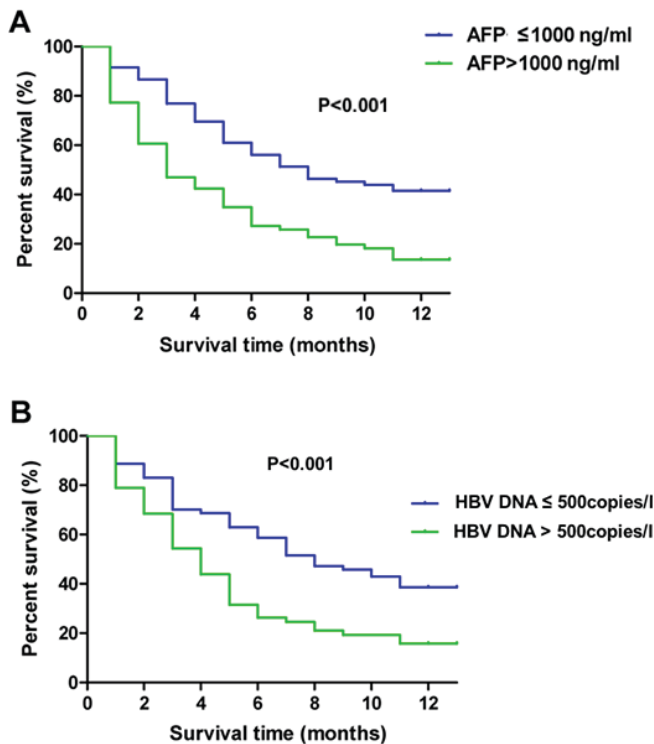 A
AFP· ≤1000 ng/ml
AFP>1000 ng/ml
P<0.001
Percent survival (%)
100
80
60
40
20
0
0 2 4 6 8 10 12
Survival time (months)
B
P<0.001
HBV DNA ≤ 500copies/l
HBV DNA > 500copies/l
Percent survival (%)
100
80
60
40
20
0
0 2 4 6 8 10 12
Survival time (months)